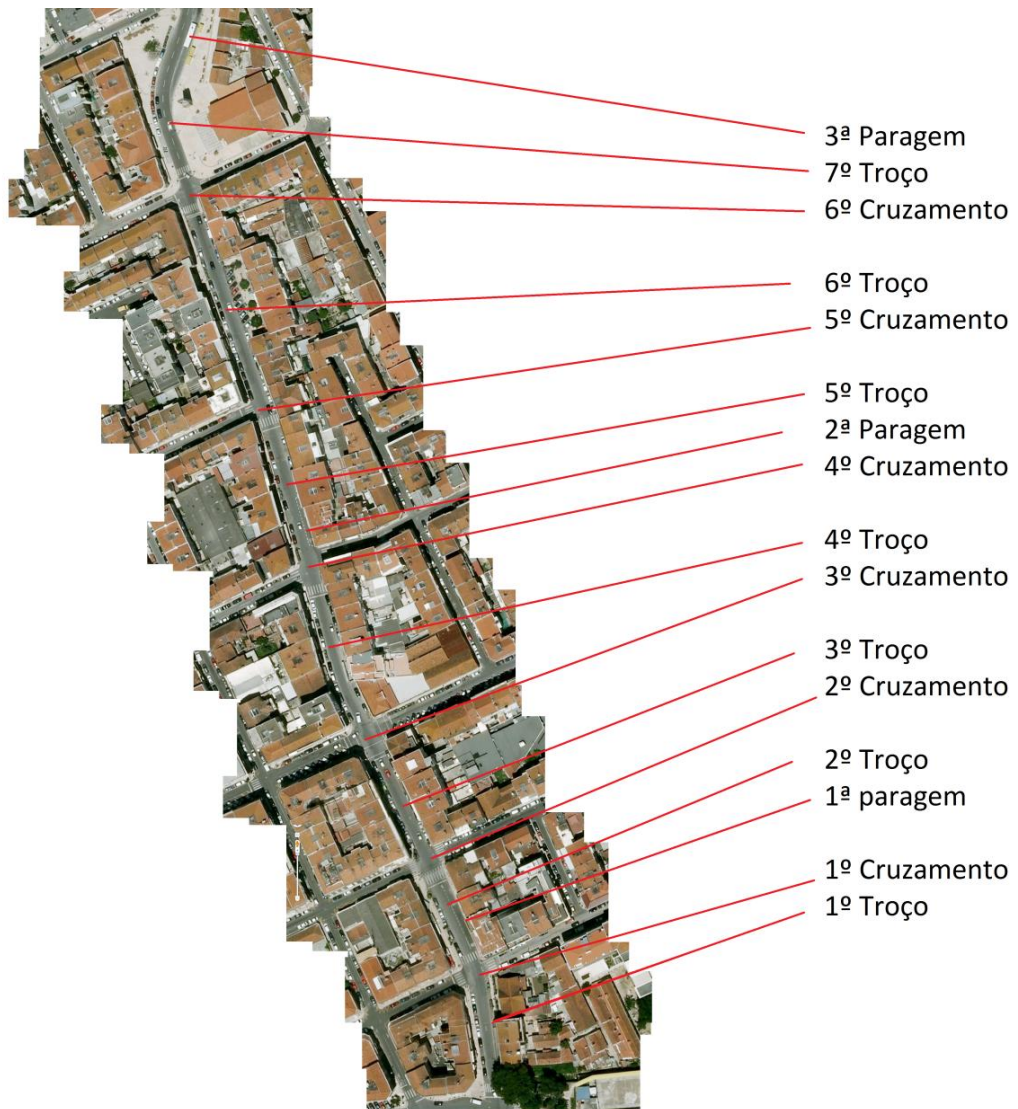 3ª Paragem
7º Troço
6º Cruzamento
6º Troço
5º Cruzamento
5º Troço
2ª Paragem
4º Cruzamento
4º Troço
3º Cruzamento
3º Troço
2º Cruzamento
2º Troço
1ª paragem
1º Cruzamento
1º Troço